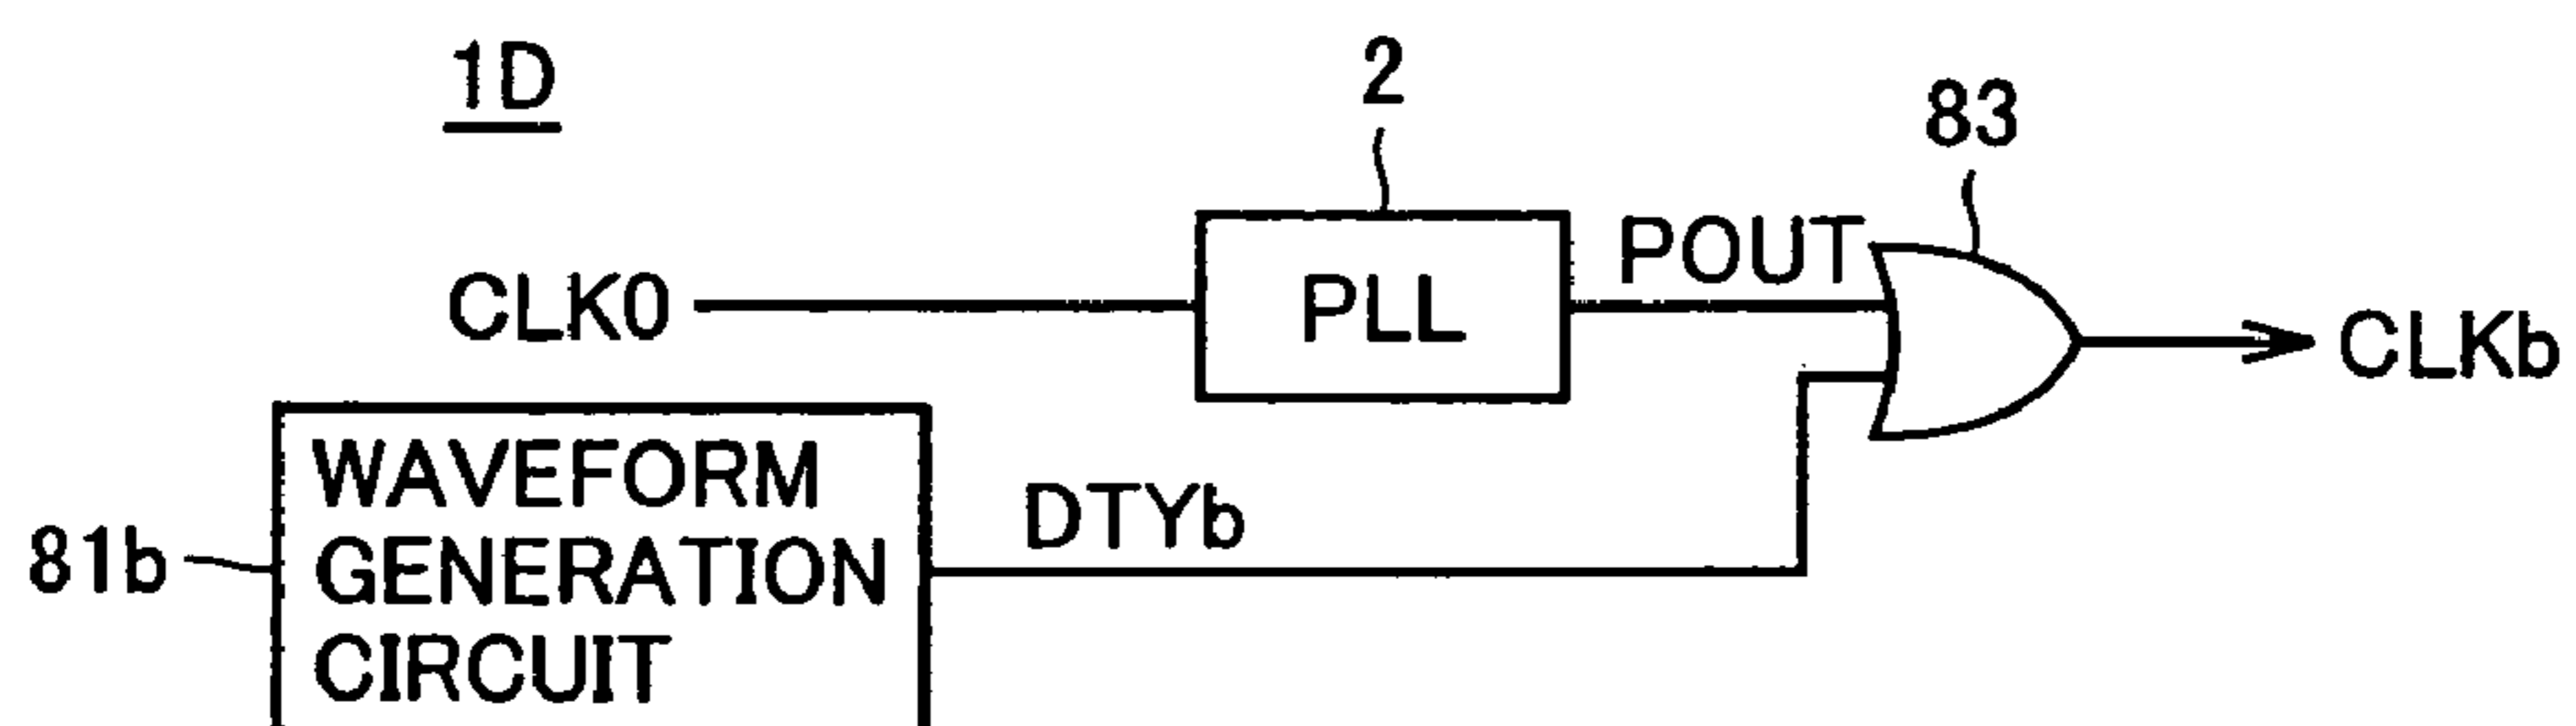 1D
2
83
CLK0
PLL
POUT
CLKb
81b
WAVEFORM
GENERATION
CIRCUIT
DTYb